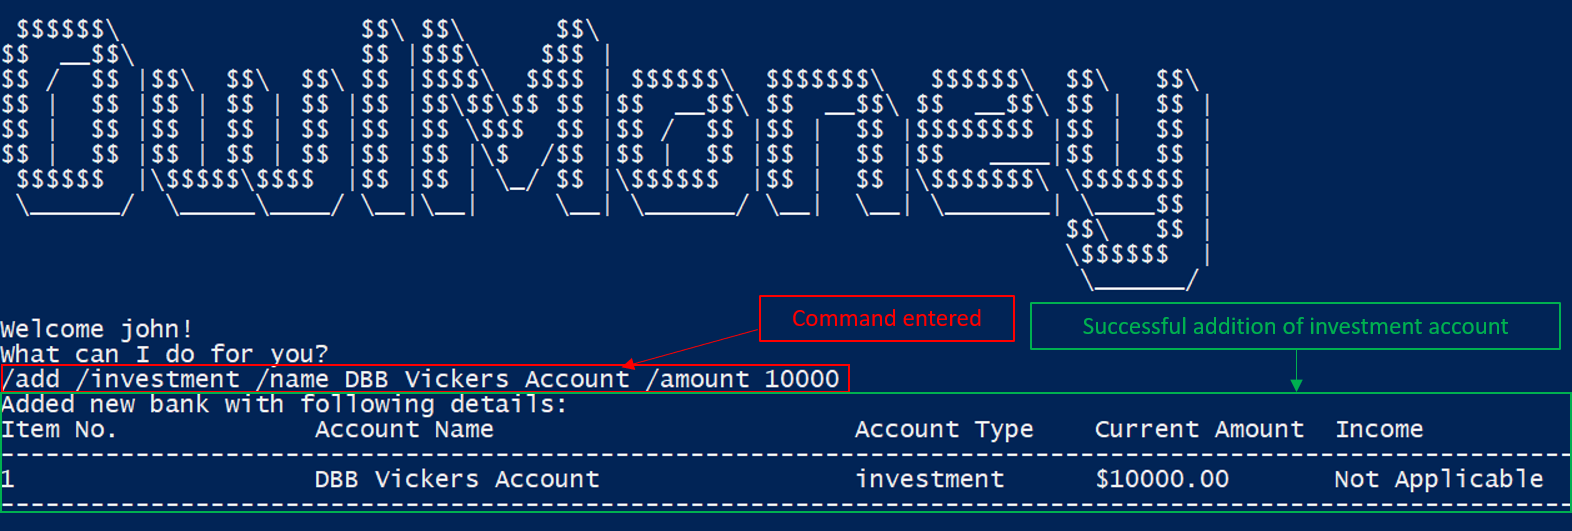 OwlMoney
Command entered
Successful addition of investment account
Welcome john!
What can I do for you?
/add /investment /name DBB Vickers Account /amount 10000
Added new bank with following details:
Item No. Account Name Account Type Current Amount Income
1 DBB Vickers Account investment $10000.00 Not Applicable